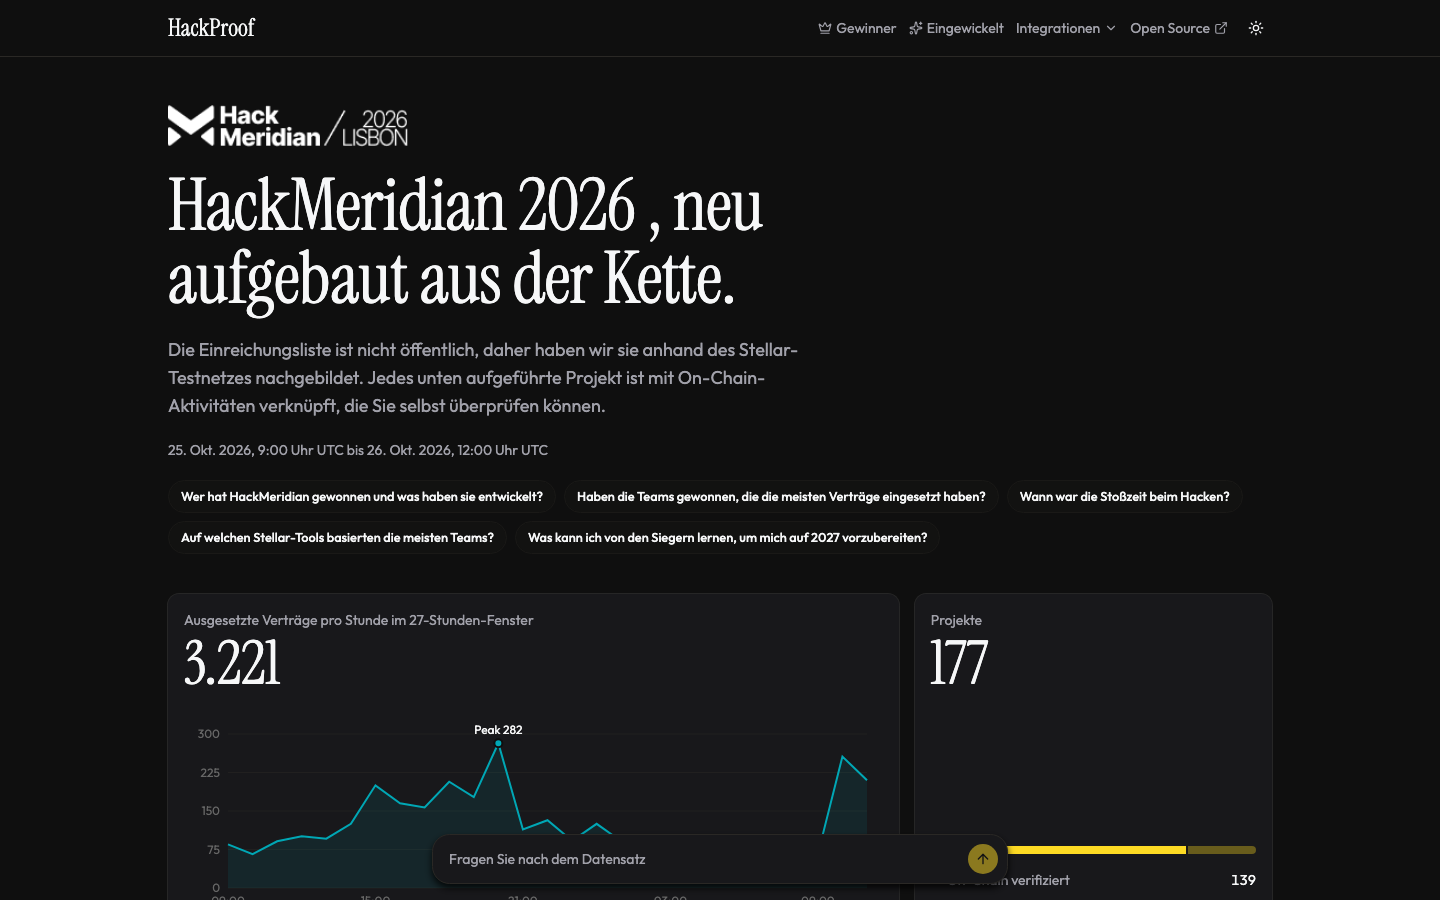 HackProof
Gewinner
Eingewickelt
Integrationen
Open Source
Hack
Meridian
2026
LISBON
HackMeridian 2026 , neu
aufgebaut aus der Kette.
Die Einreichungsliste ist nicht öffentlich, daher haben wir sie anhand des Stellar-
Testnetzes nachgebildet. Jedes unten aufgeführte Projekt ist mit On-Chain-
Aktivitäten verknüpft, die Sie selbst überprüfen können.
25. Okt. 2026, 9:00 Uhr UTC bis 26. Okt. 2026, 12:00 Uhr UTC
Wer hat HackMeridian gewonnen und was haben sie entwickelt?
Haben die Teams gewonnen, die die meisten Verträge eingesetzt haben?
Wann war die Stoßzeit beim Hacken?
Auf welchen Stellar-Tools basierten die meisten Teams?
Was kann ich von den Siegern lernen, um mich auf 2027 vorzubereiten?
Ausgesetzte Verträge pro Stunde im 27-Stunden-Fenster
3.221
Peak 282
300
225
150
75
0
Projekte
177
verifiziert
139
Fragen Sie nach dem Datensatz